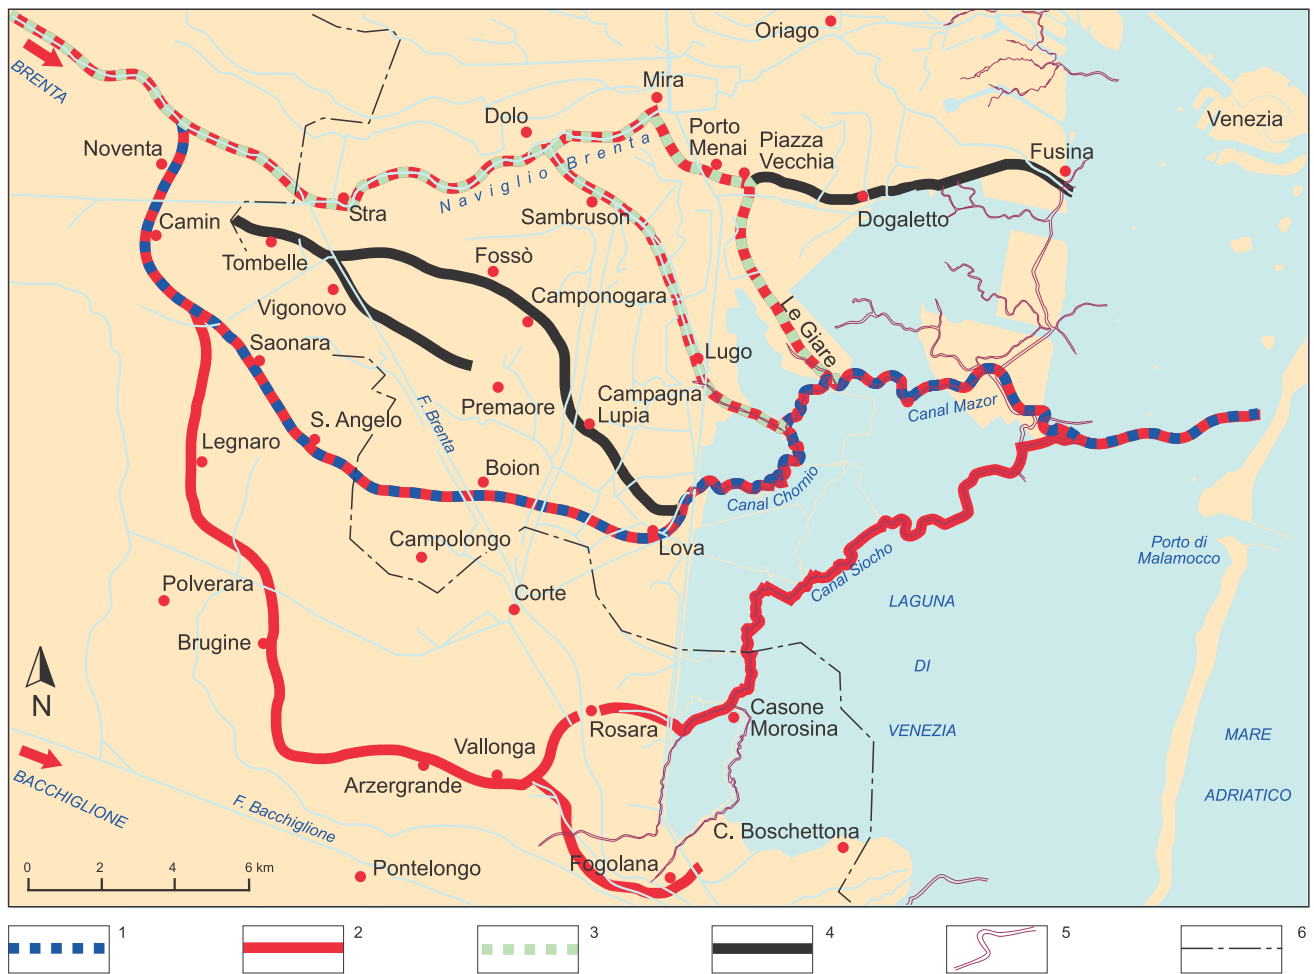 Oriago
BRENTA
Mira
Venezia
Dolo
Noventa
Porto
Menai
Piazza
Vecchia
Fusina
Naviglio Brenta
Stra
Sambruson
Dogaletto
Camin
Tombelle
Fossò
Camponogara
Vigonovo
Le Giare
Saonara
Lugo
Premaore
Campagna
Lupia
Canal Mazor
S. Angelo
F. Brenta
Legnaro
Boion
Canal Chornio
Campolongo
Lova
Porto di
Malamocco
Canal Siocho
Polverara
Corte
LAGUNA
DI
VENEZIA
Brugine
N
Rosara
Casone
Morosina
Vallonga
MARE
ADRIATICO
Arzergrande
BACCHIGLIONE
F. Bacchiglione
C. Boschettona
Fogolana
Pontelongo
0 2 4 6 km
1 2 3 4 5 6